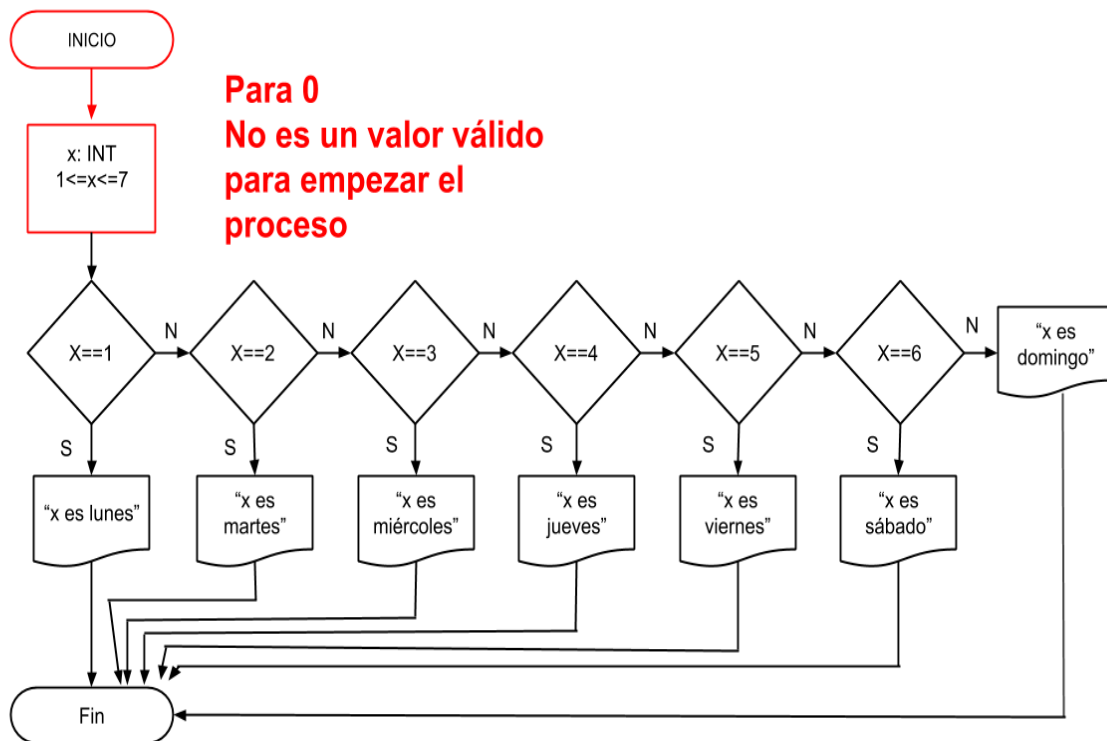 INICIO
Para 0
No es un valor válido
para empezar el
proceso
x: INT
1<=x<=7
X==1
N
X==2
N
X==3
N
X==4
N
X==5
N
X==6
N
“x es
domingo”
S
S
S
S
S
S
“x es lunes”
“x es
martes”
“x es
miércoles”
“x es
jueves”
“x es
viernes”
“x es
sábado”
Fin